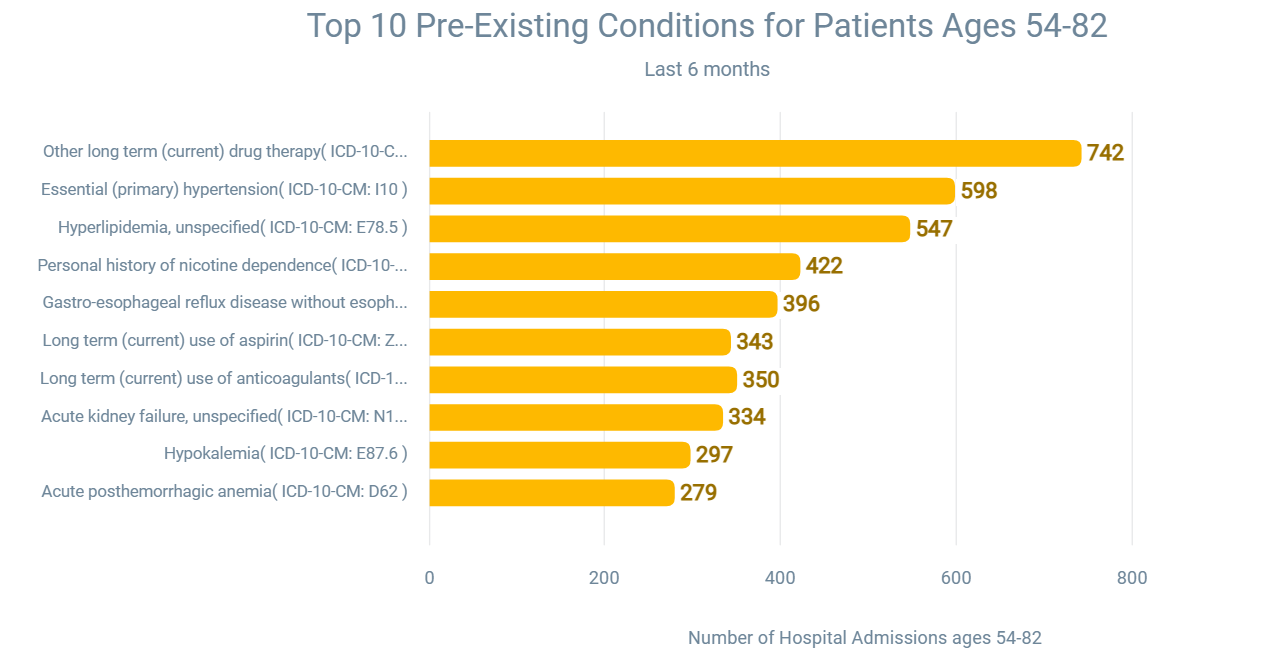 Top 10 Pre-Existing Conditions for Patients Ages 54-82
Last 6 months
Other long term (current) drug therapy( ICD-10-C... 742
Essential (primary) hypertension( ICD-10-CM: I10 ) 598
Hyperlipidemia, unspecified( ICD-10-CM: E78.5 ) 547
Personal history of nicotine dependence( ICD-10-... 422
Gastro-esophageal reflux disease without esoph... 396
Long term (current) use of aspirin( ICD-10-CM: Z... 343
Long term (current) use of anticoagulants( ICD-1... 350
Acute kidney failure, unspecified( ICD-10-CM: N1... 334
Hypokalemia( ICD-10-CM: E87.6 ) 297
Acute posthemorrhagic anemia( ICD-10-CM: D62 ) 279
0 200 400 600 800
Number of Hospital Admissions ages 54-82